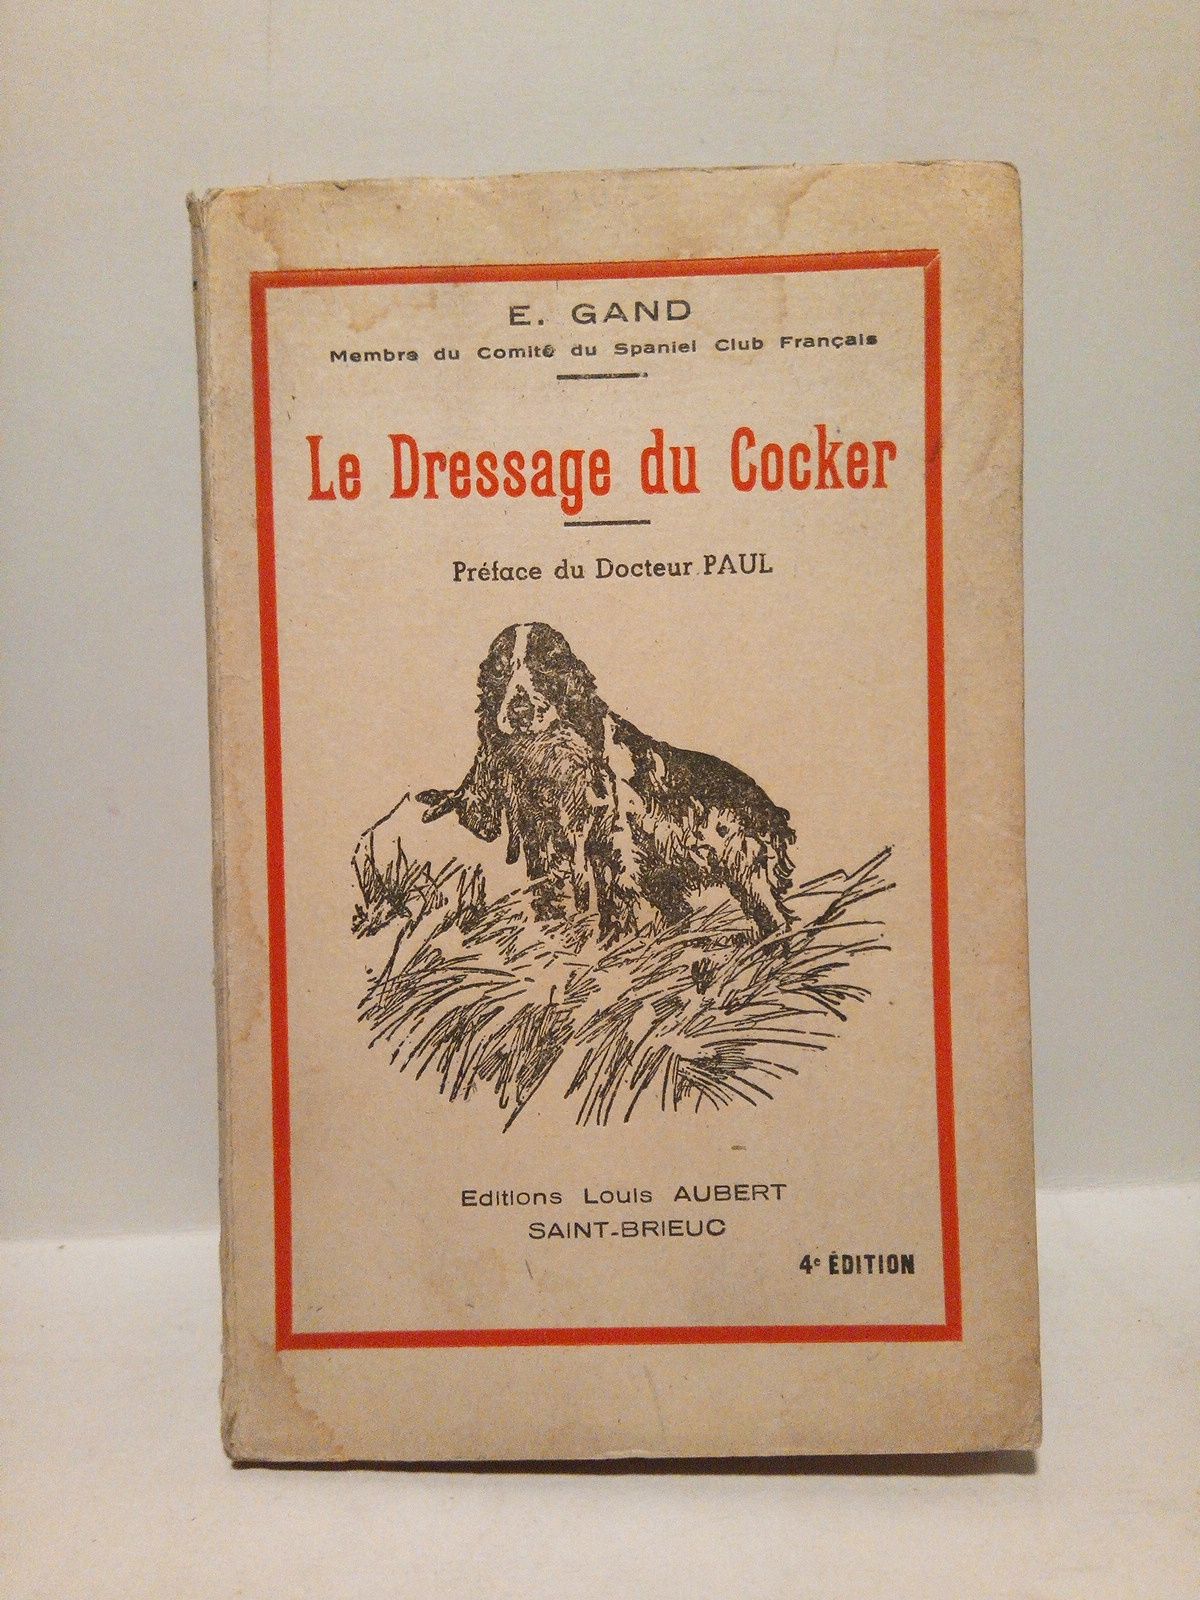 E. GAND
Membre du Comité du Spaniel Club Français
Le Dressage du Cocker
Préface du Docteur PAUL
Editions Louis AUBERT
SAINT-BRIEUC
4e ÉDITION